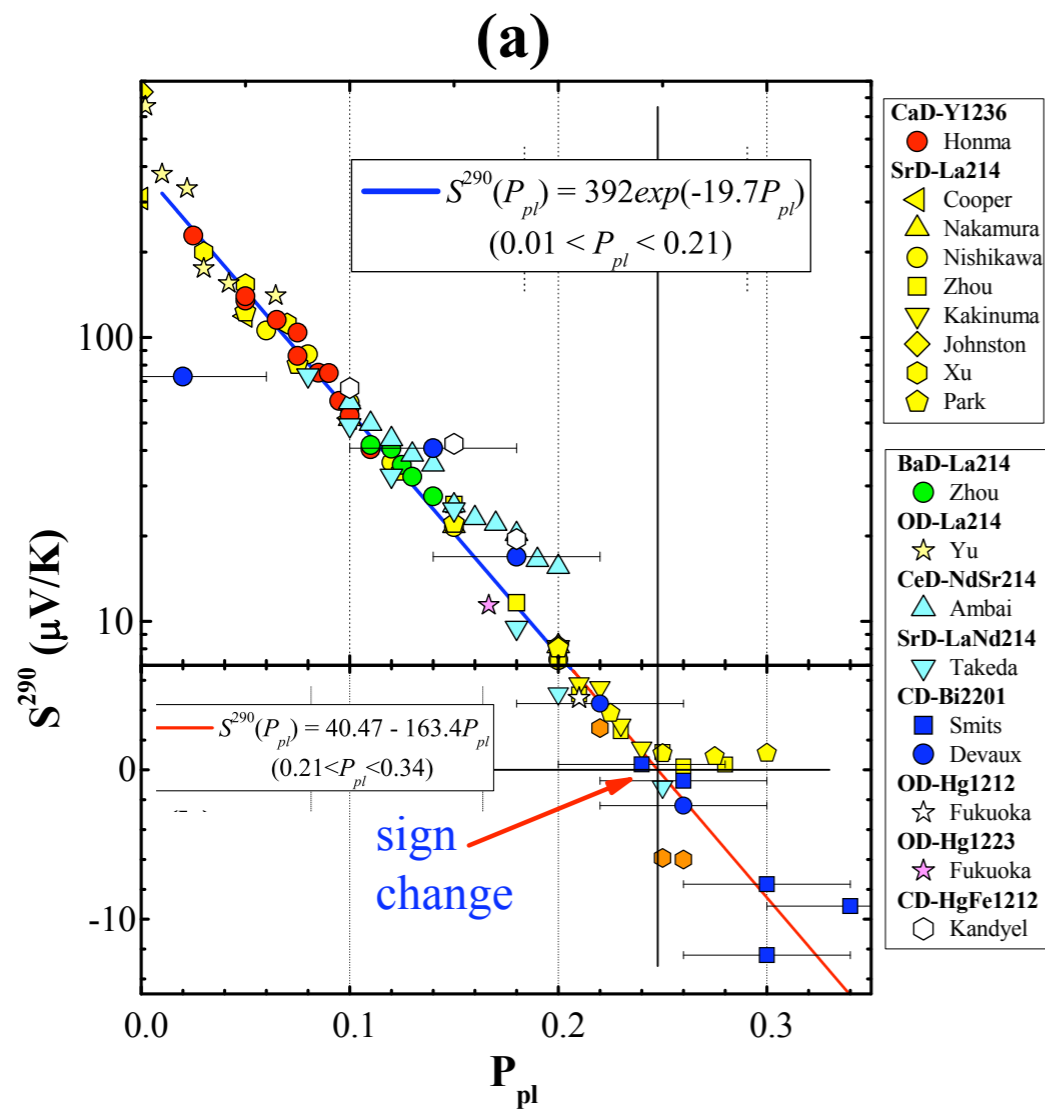 (a)
S^290(P_pl) = 392exp(-19.7P_pl)
(0.01 < P_pl < 0.21)
100
10
S^290 (μV/K)
S^290(P_pl) = 40.47 - 163.4P_pl
(0.21<P_pl<0.34)
0
sign
change
-10
0.0 0.1 0.2 0.3
P_pl
CaD-Y1236
Honma
SrD-La214
Cooper
Nakamura
Nishikawa
Zhou
Kakinuma
Johnston
Xu
Park
BaD-La214
Zhou
OD-La214
Yu
CeD-NdSr214
Ambai
SrD-LaNd214
Takeda
CD-Bi2201
Smits
Devaux
OD-Hg1212
Fukuoka
OD-Hg1223
Fukuoka
CD-HgFe1212
Kandyel